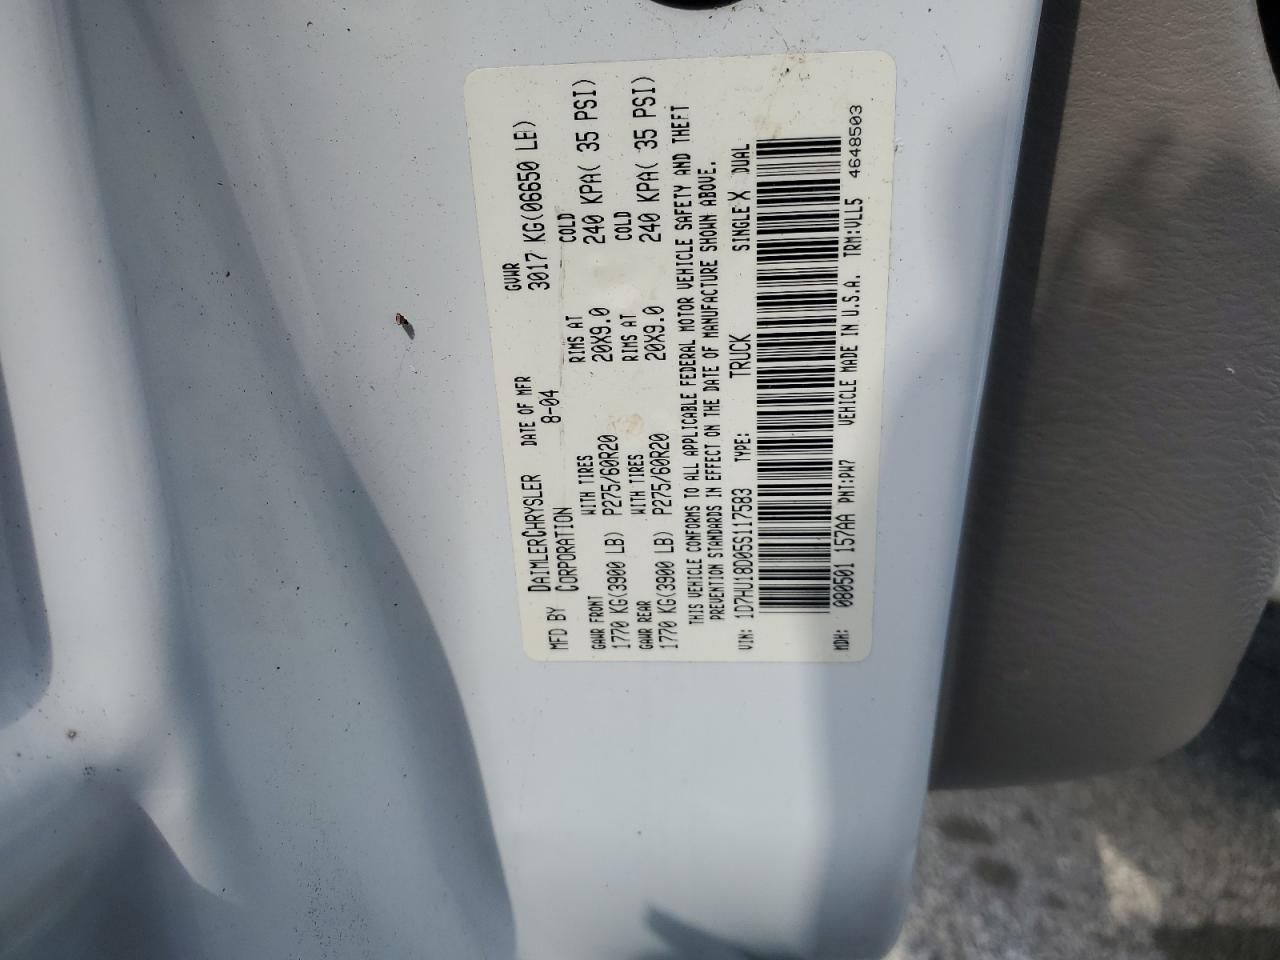 MFD BY DAIMLERCHRYSLER CORPORATION DATE OF MFR 8-04 GVWR 3017 KG(06650 LB)
GAWR FRONT WITH TIRES RIMS AT COLD
1770 KG(3900 LB) P275/60R20 20X9.0 240 KPA( 35 PSI)
GAWR REAR WITH TIRES RIMS AT COLD
1770 KG(3900 LB) P275/60R20 20X9.0 240 KPA( 35 PSI)
THIS VEHICLE CONFORMS TO ALL APPLICABLE FEDERAL MOTOR VEHICLE SAFETY AND THEFT
PREVENTION STANDARDS IN EFFECT ON THE DATE OF MANUFACTURE SHOWN ABOVE.
VIN: 1D7HU18D05S117583 TYPE: TRUCK SINGLE X DUAL
MDH: 080501 157AA PNT:PW7 VEHICLE MADE IN U.S.A. TRM:VLL5 4648503